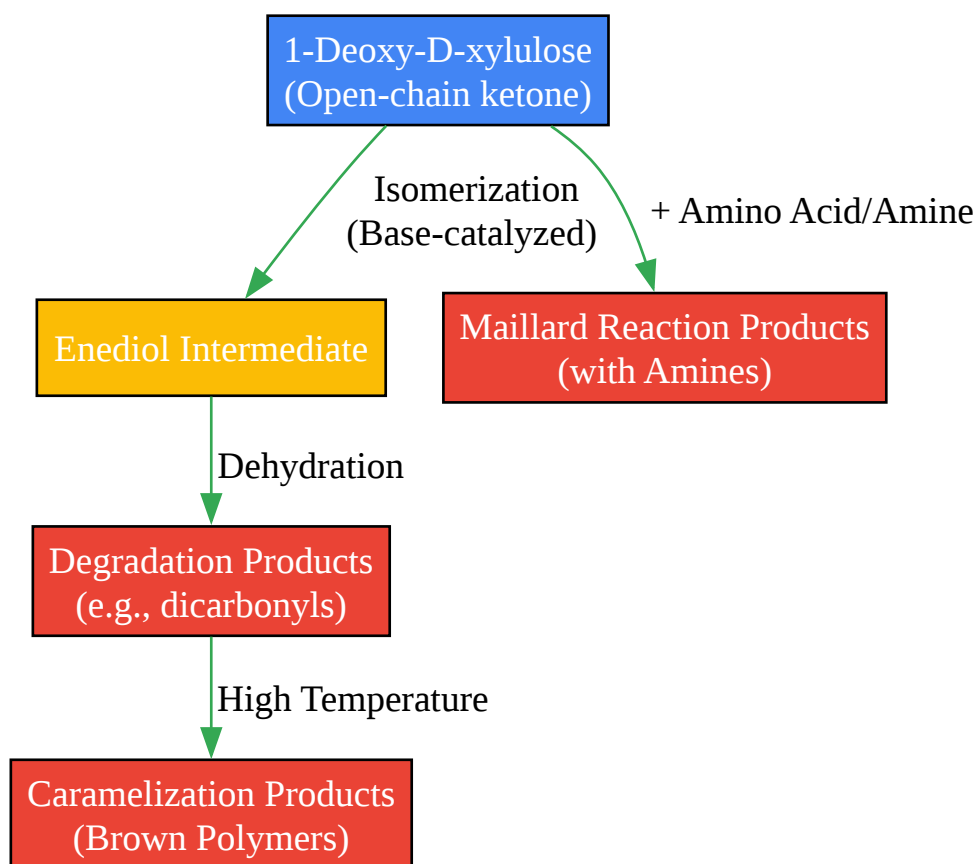 1-Deoxy-D-xylulose
(Open-chain ketone)
Isomerization
(Base-catalyzed)
+ Amino Acid/Amine
Enediol Intermediate
Maillard Reaction Products
(with Amines)
Dehydration
Degradation Products
(e.g., dicarbonyls)
High Temperature
Caramelization Products
(Brown Polymers)